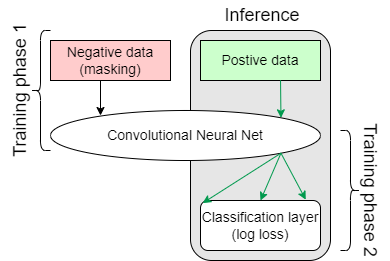 Inference
Training phase 1
Negative data
(masking)
Postive data
Convolutional Neural Net
Classification layer
(log loss)
Training phase 2